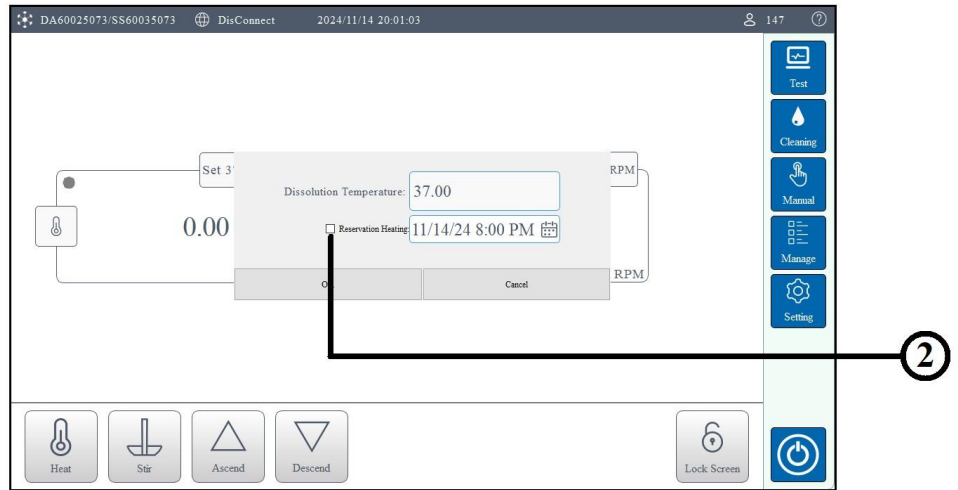 DA60025073/SS60035073 DisConnect 2024/11/14 20:01:03 147
Test
Cleaning
Set 3 RPM
Dissolution Temperature: 37.00
Manual
0.00
Reservation Heating: 11/14/24 8:00 PM
Manage
RPM
Cancel
Setting
2
Heat Stir Ascend Descend Lock Screen